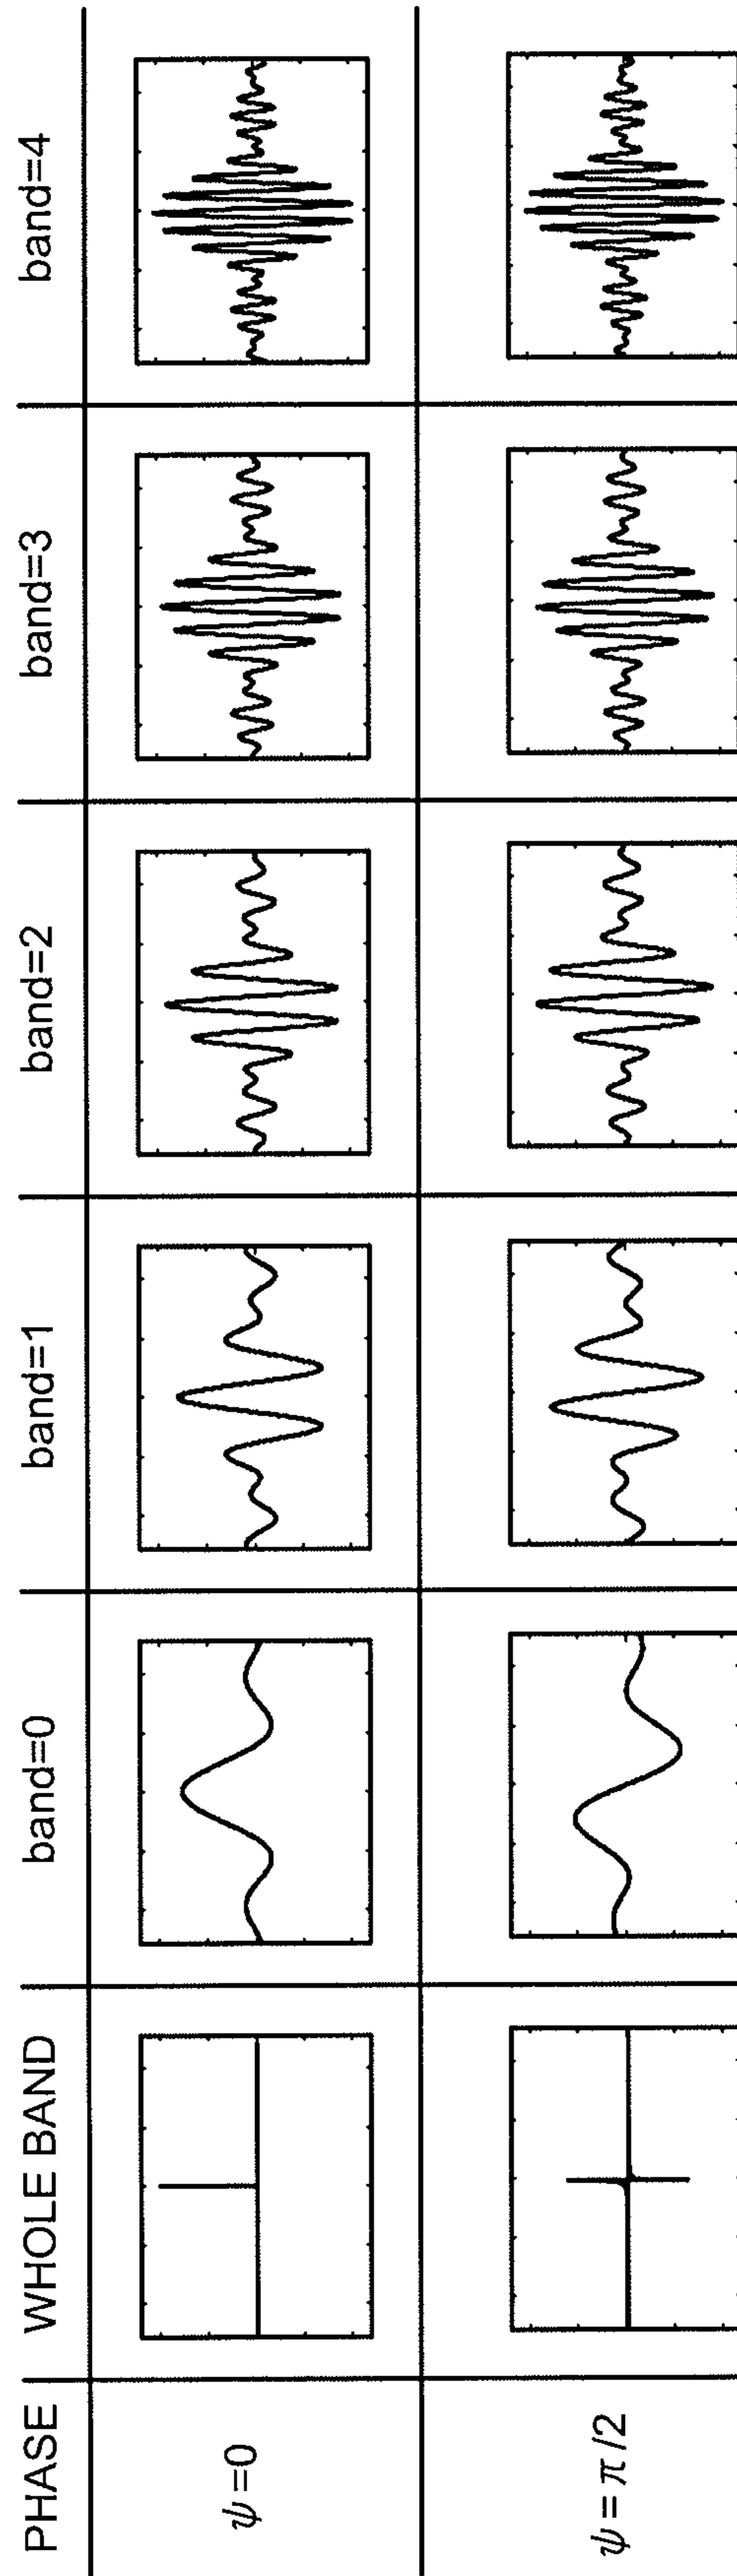 PHASE WHOLE BAND band=0 band=1 band=2 band=3 band=4
ψ=0
ψ=π/2